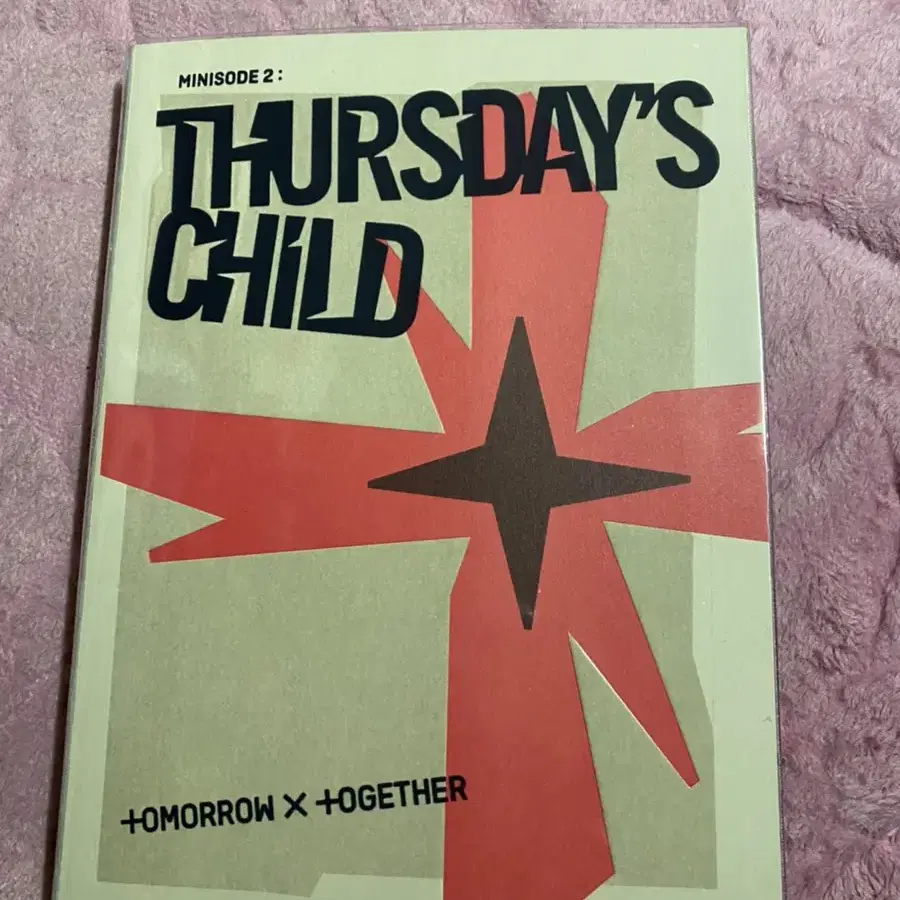 MINISODE 2:
THURSDAY'S
CHiLD
TOMORROW X TOGETHER